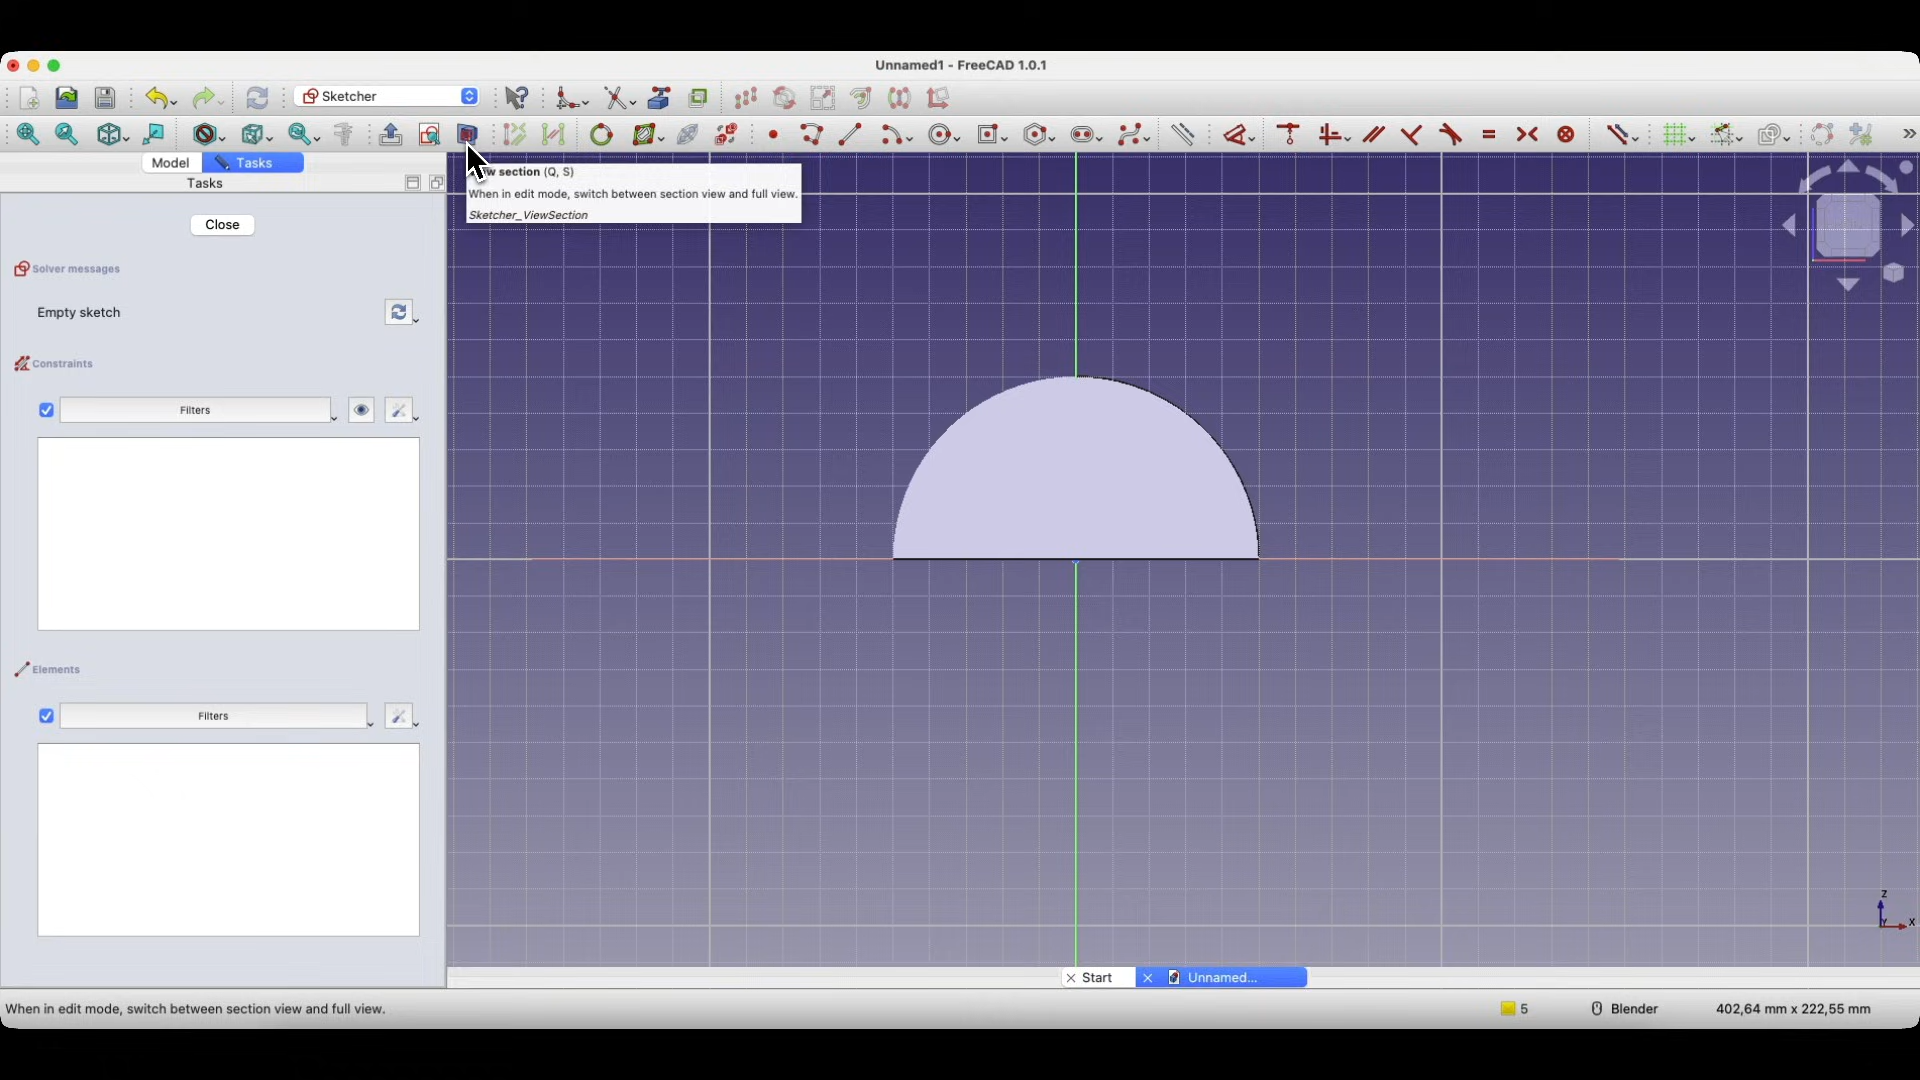 Unnamed1 - FreeCAD 1.0.1
Sketcher
Model
Tasks
Tasks
section (Q, S)
When in edit mode, switch between section view and full view.
Sketcher_ViewSection
Close
Solver messages
Empty sketch
Constraints
Filters
Elements
Filters
Z
Y
X
Start
Unnamed...
When in edit mode, switch between section view and full view.
5
Blender
402,64 mm x 222,55 mm